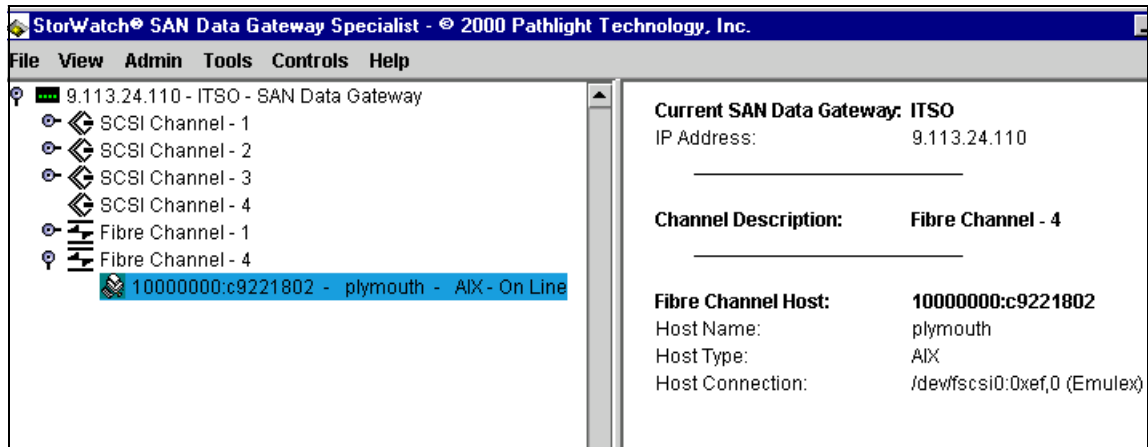 StorWatch® SAN Data Gateway Specialist - © 2000 Pathlight Technology, Inc.
File View Admin Tools Controls Help
9.113.24.110 - ITSO - SAN Data Gateway
SCSI Channel - 1
SCSI Channel - 2
SCSI Channel - 3
SCSI Channel - 4
Fibre Channel - 1
Fibre Channel - 4
10000000:c9221802 - plymouth - AIX - On Line
Current SAN Data Gateway: ITSO
IP Address: 9.113.24.110
Channel Description: Fibre Channel - 4
Fibre Channel Host: 10000000:c9221802
Host Name: plymouth
Host Type: AIX
Host Connection: /dev/fscsi0:0xef,0 (Emulex)